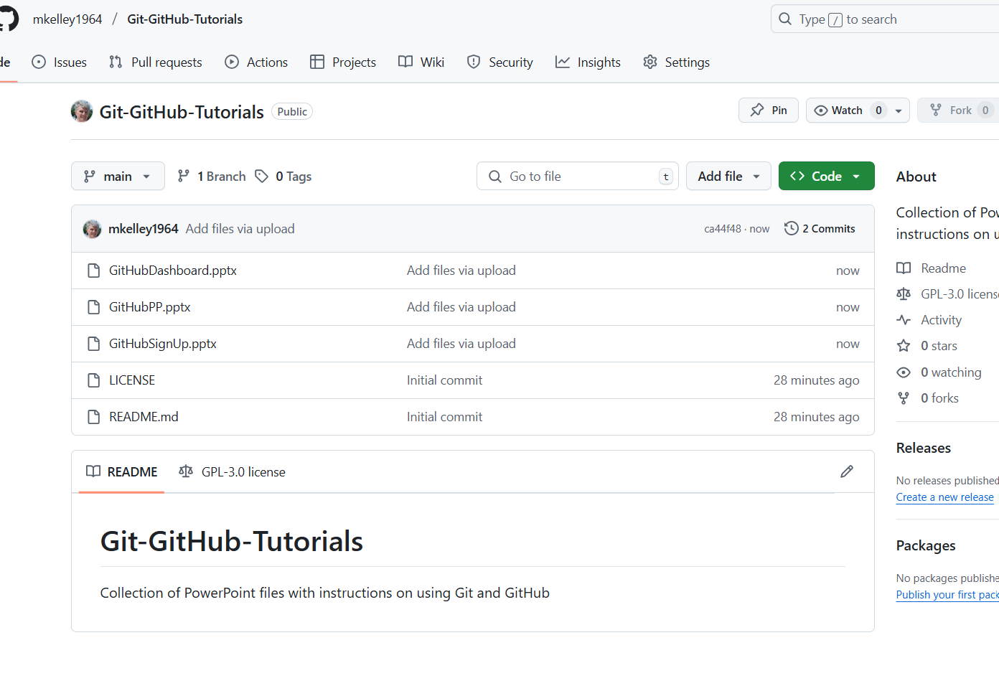 mkelley1964 / Git-GitHub-Tutorials
Type / to search
de Issues Pull requests Actions Projects Wiki Security Insights Settings
Git-GitHub-Tutorials Public
Pin Watch 0 Fork 0
main 1 Branch 0 Tags
Go to file t Add file Code
mkelley1964 Add files via upload ca44f48 · now 2 Commits
GitHubDashboard.pptx Add files via upload now
GitHubPP.pptx Add files via upload now
GitHubSignUp.pptx Add files via upload now
LICENSE Initial commit 28 minutes ago
README.md Initial commit 28 minutes ago
README GPL-3.0 license
Git-GitHub-Tutorials
Collection of PowerPoint files with instructions on using Git and GitHub
About
Collection of Pow
instructions on u
Readme
GPL-3.0 license
Activity
0 stars
0 watching
0 forks
Releases
No releases published
Create a new release
Packages
No packages publishe
Publish your first pack